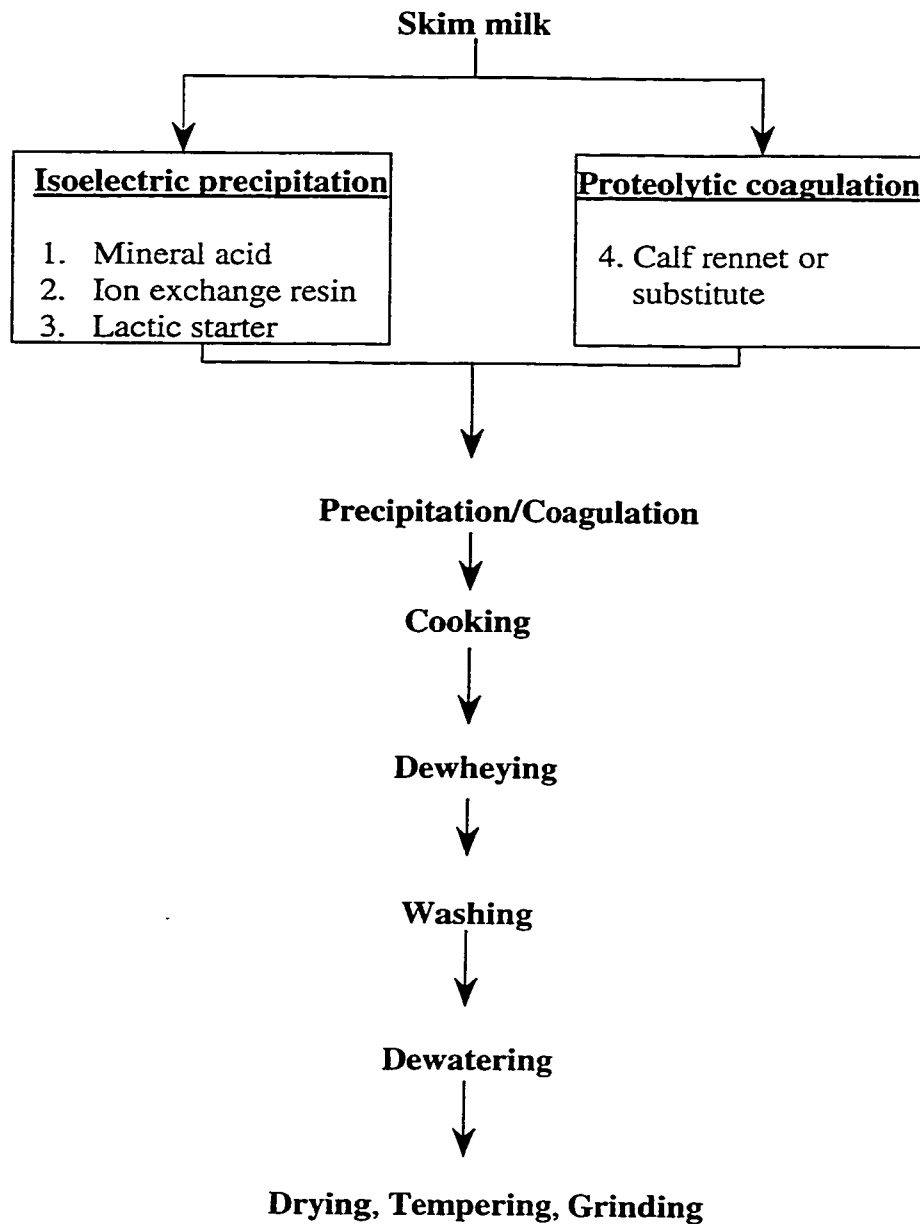 Skim milk
Isoelectric precipitation
1. Mineral acid
2. Ion exchange resin
3. Lactic starter
Proteolytic coagulation
4. Calf rennet or
substitute
Precipitation/Coagulation
Cooking
Dewheying
Washing
Dewatering
Drying, Tempering, Grinding